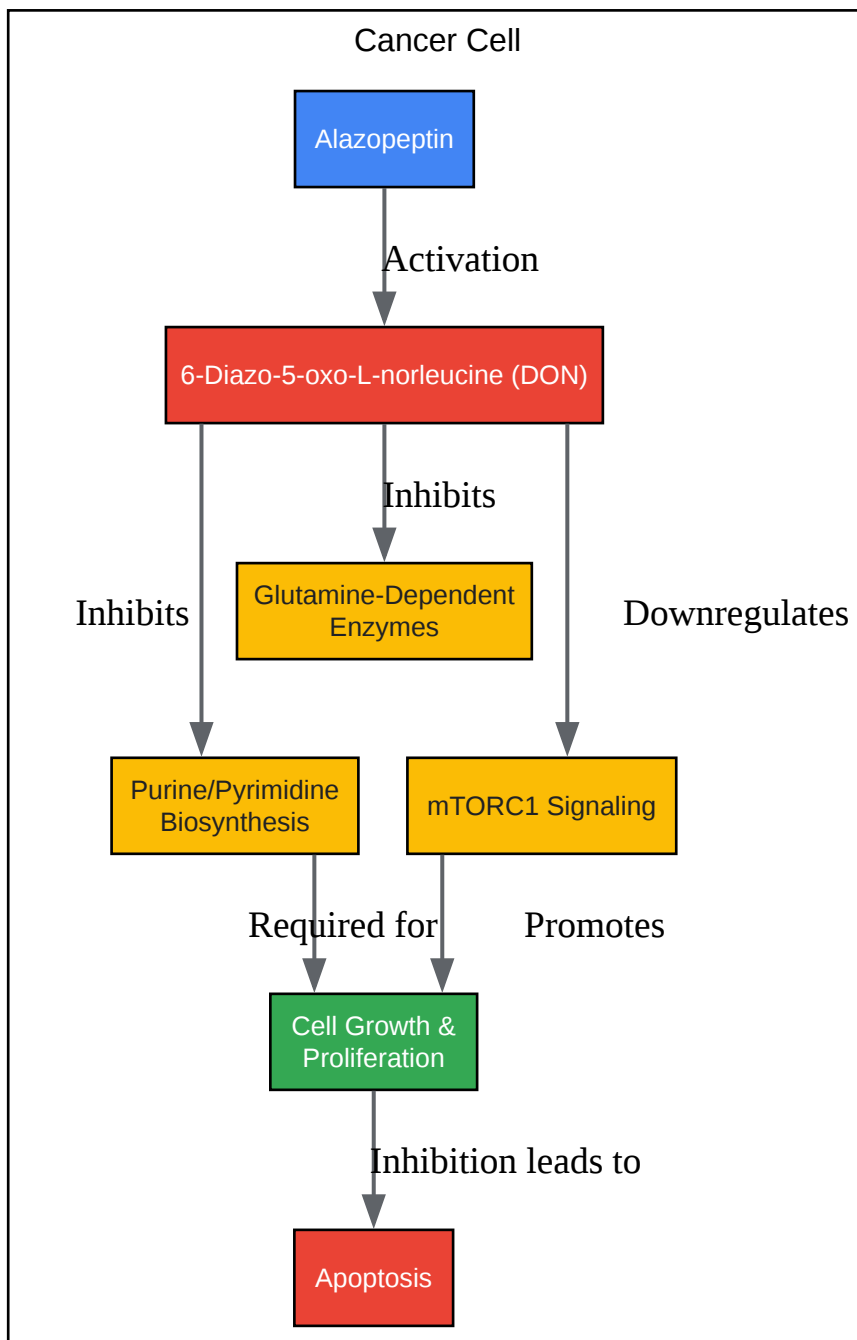 Cancer Cell
Alazopeptin
Activation
6-Diazo-5-oxo-L-norleucine (DON)
Inhibits
Glutamine-Dependent
Enzymes
Inhibits
Downregulates
Purine/Pyrimidine
Biosynthesis
mTORC1 Signaling
Required for
Promotes
Cell Growth &
Proliferation
Inhibition leads to
Apoptosis